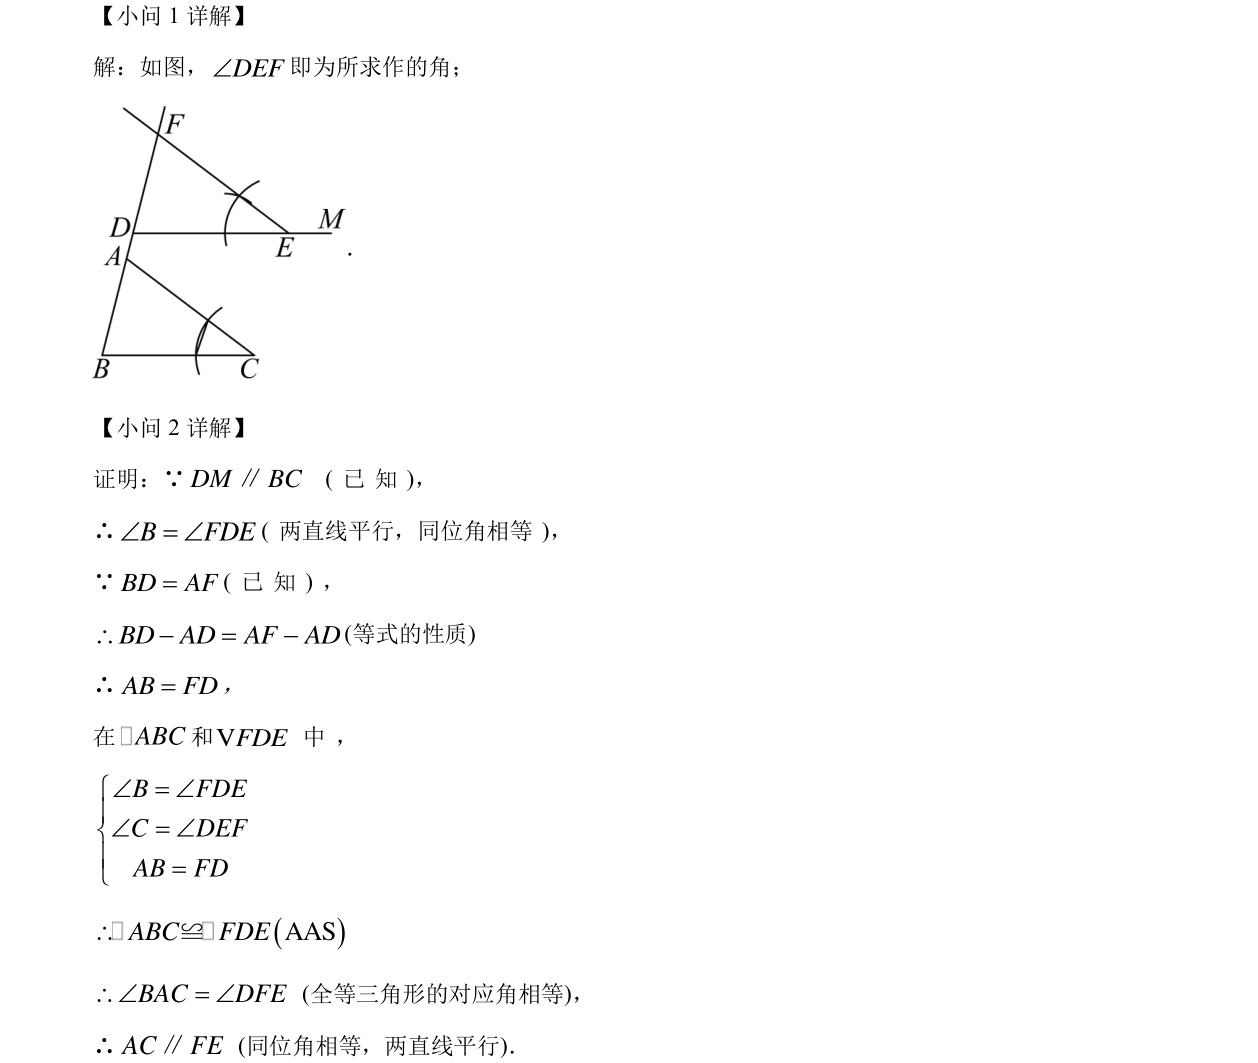 【小问 1 详解】
解：如图，∠DEF 即为所求作的角；
F
D
M
A
E
.
B
C
【小问 2 详解】
证明：∵ DM ∥ BC ( 已 知 )，
∴ ∠B = ∠FDE ( 两直线平行，同位角相等 )，
∵ BD = AF ( 已 知 ) ，
∴ BD − AD = AF − AD (等式的性质)
∴ AB = FD ，
在 □ABC 和 VFDE 中 ，
∠B = ∠FDE
∠C = ∠DEF
AB = FD
∴ □ ABC ≌ □ FDE (AAS)
∴ ∠BAC = ∠DFE (全等三角形的对应角相等)，
∴ AC ∥ FE (同位角相等，两直线平行)．